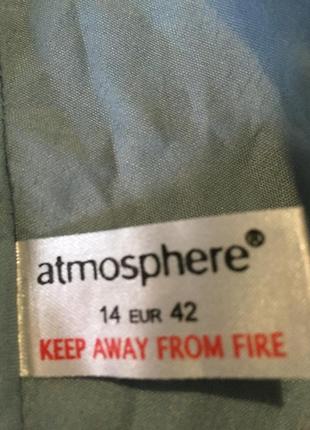 atmosphere®
14 EUR 42
KEEP AWAY FROM FIRE